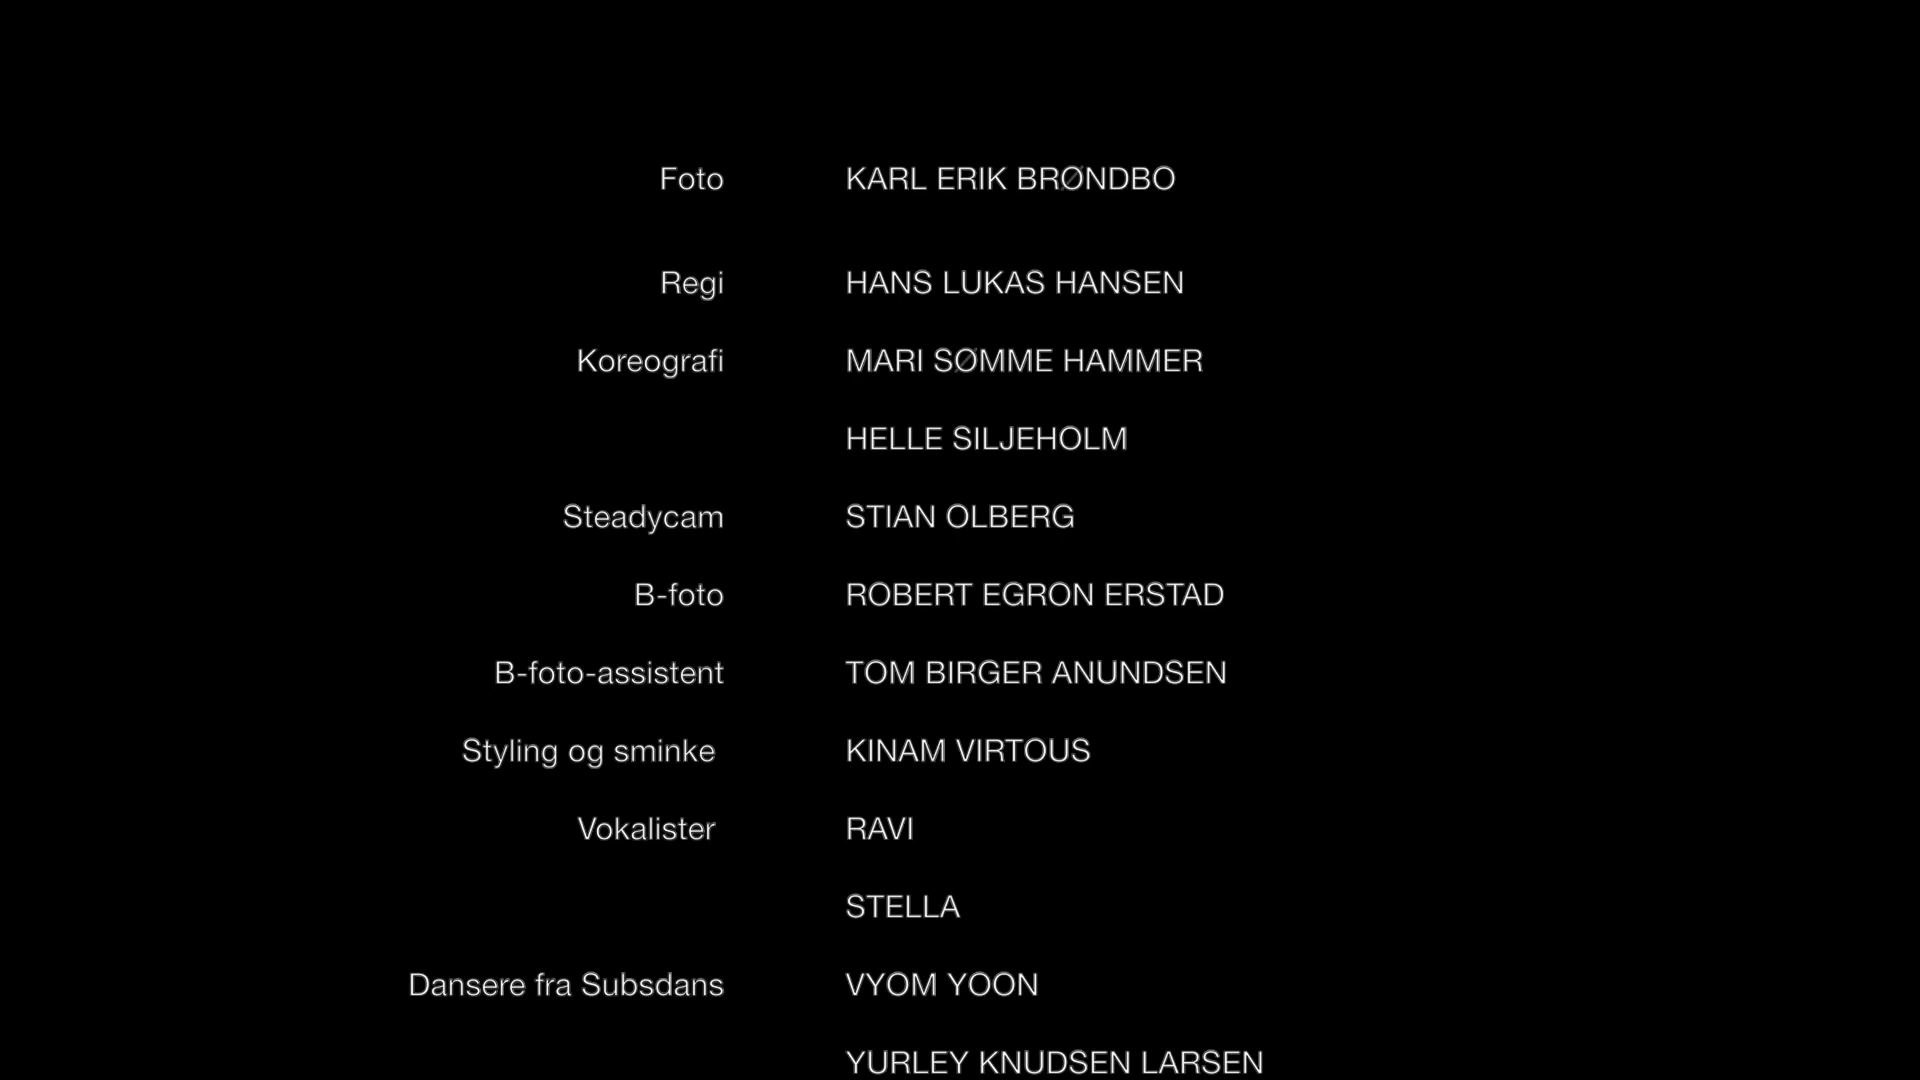 Foto KARL ERIK BRØNDBO
Regi HANS LUKAS HANSEN
Koreografi MARI SØMME HAMMER
HELLE SILJEHOLM
Steadycam STIAN OLBERG
B-foto ROBERT EGRON ERSTAD
B-foto-assistent TOM BIRGER ANUNDSEN
Styling og sminke KINAM VIRTOUS
Vokalister RAVI
STELLA
Dansere fra Subsdans VYOM YOON
YURLEY KNUDSEN LARSEN